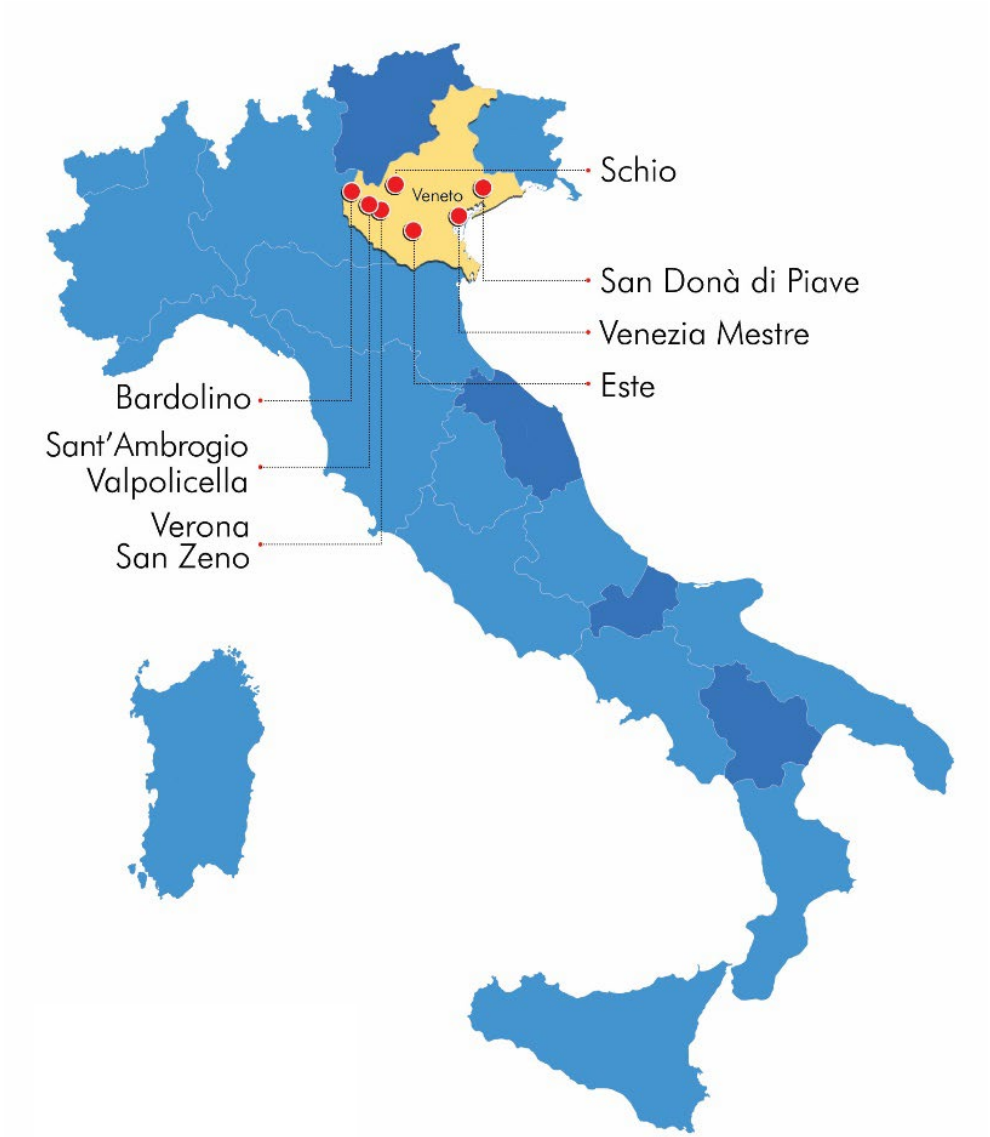 Schio
Veneto
San Donà di Piave
Venezia Mestre
Este
Bardolino
Sant’Ambrogio
Valpolicella
Verona
San Zeno